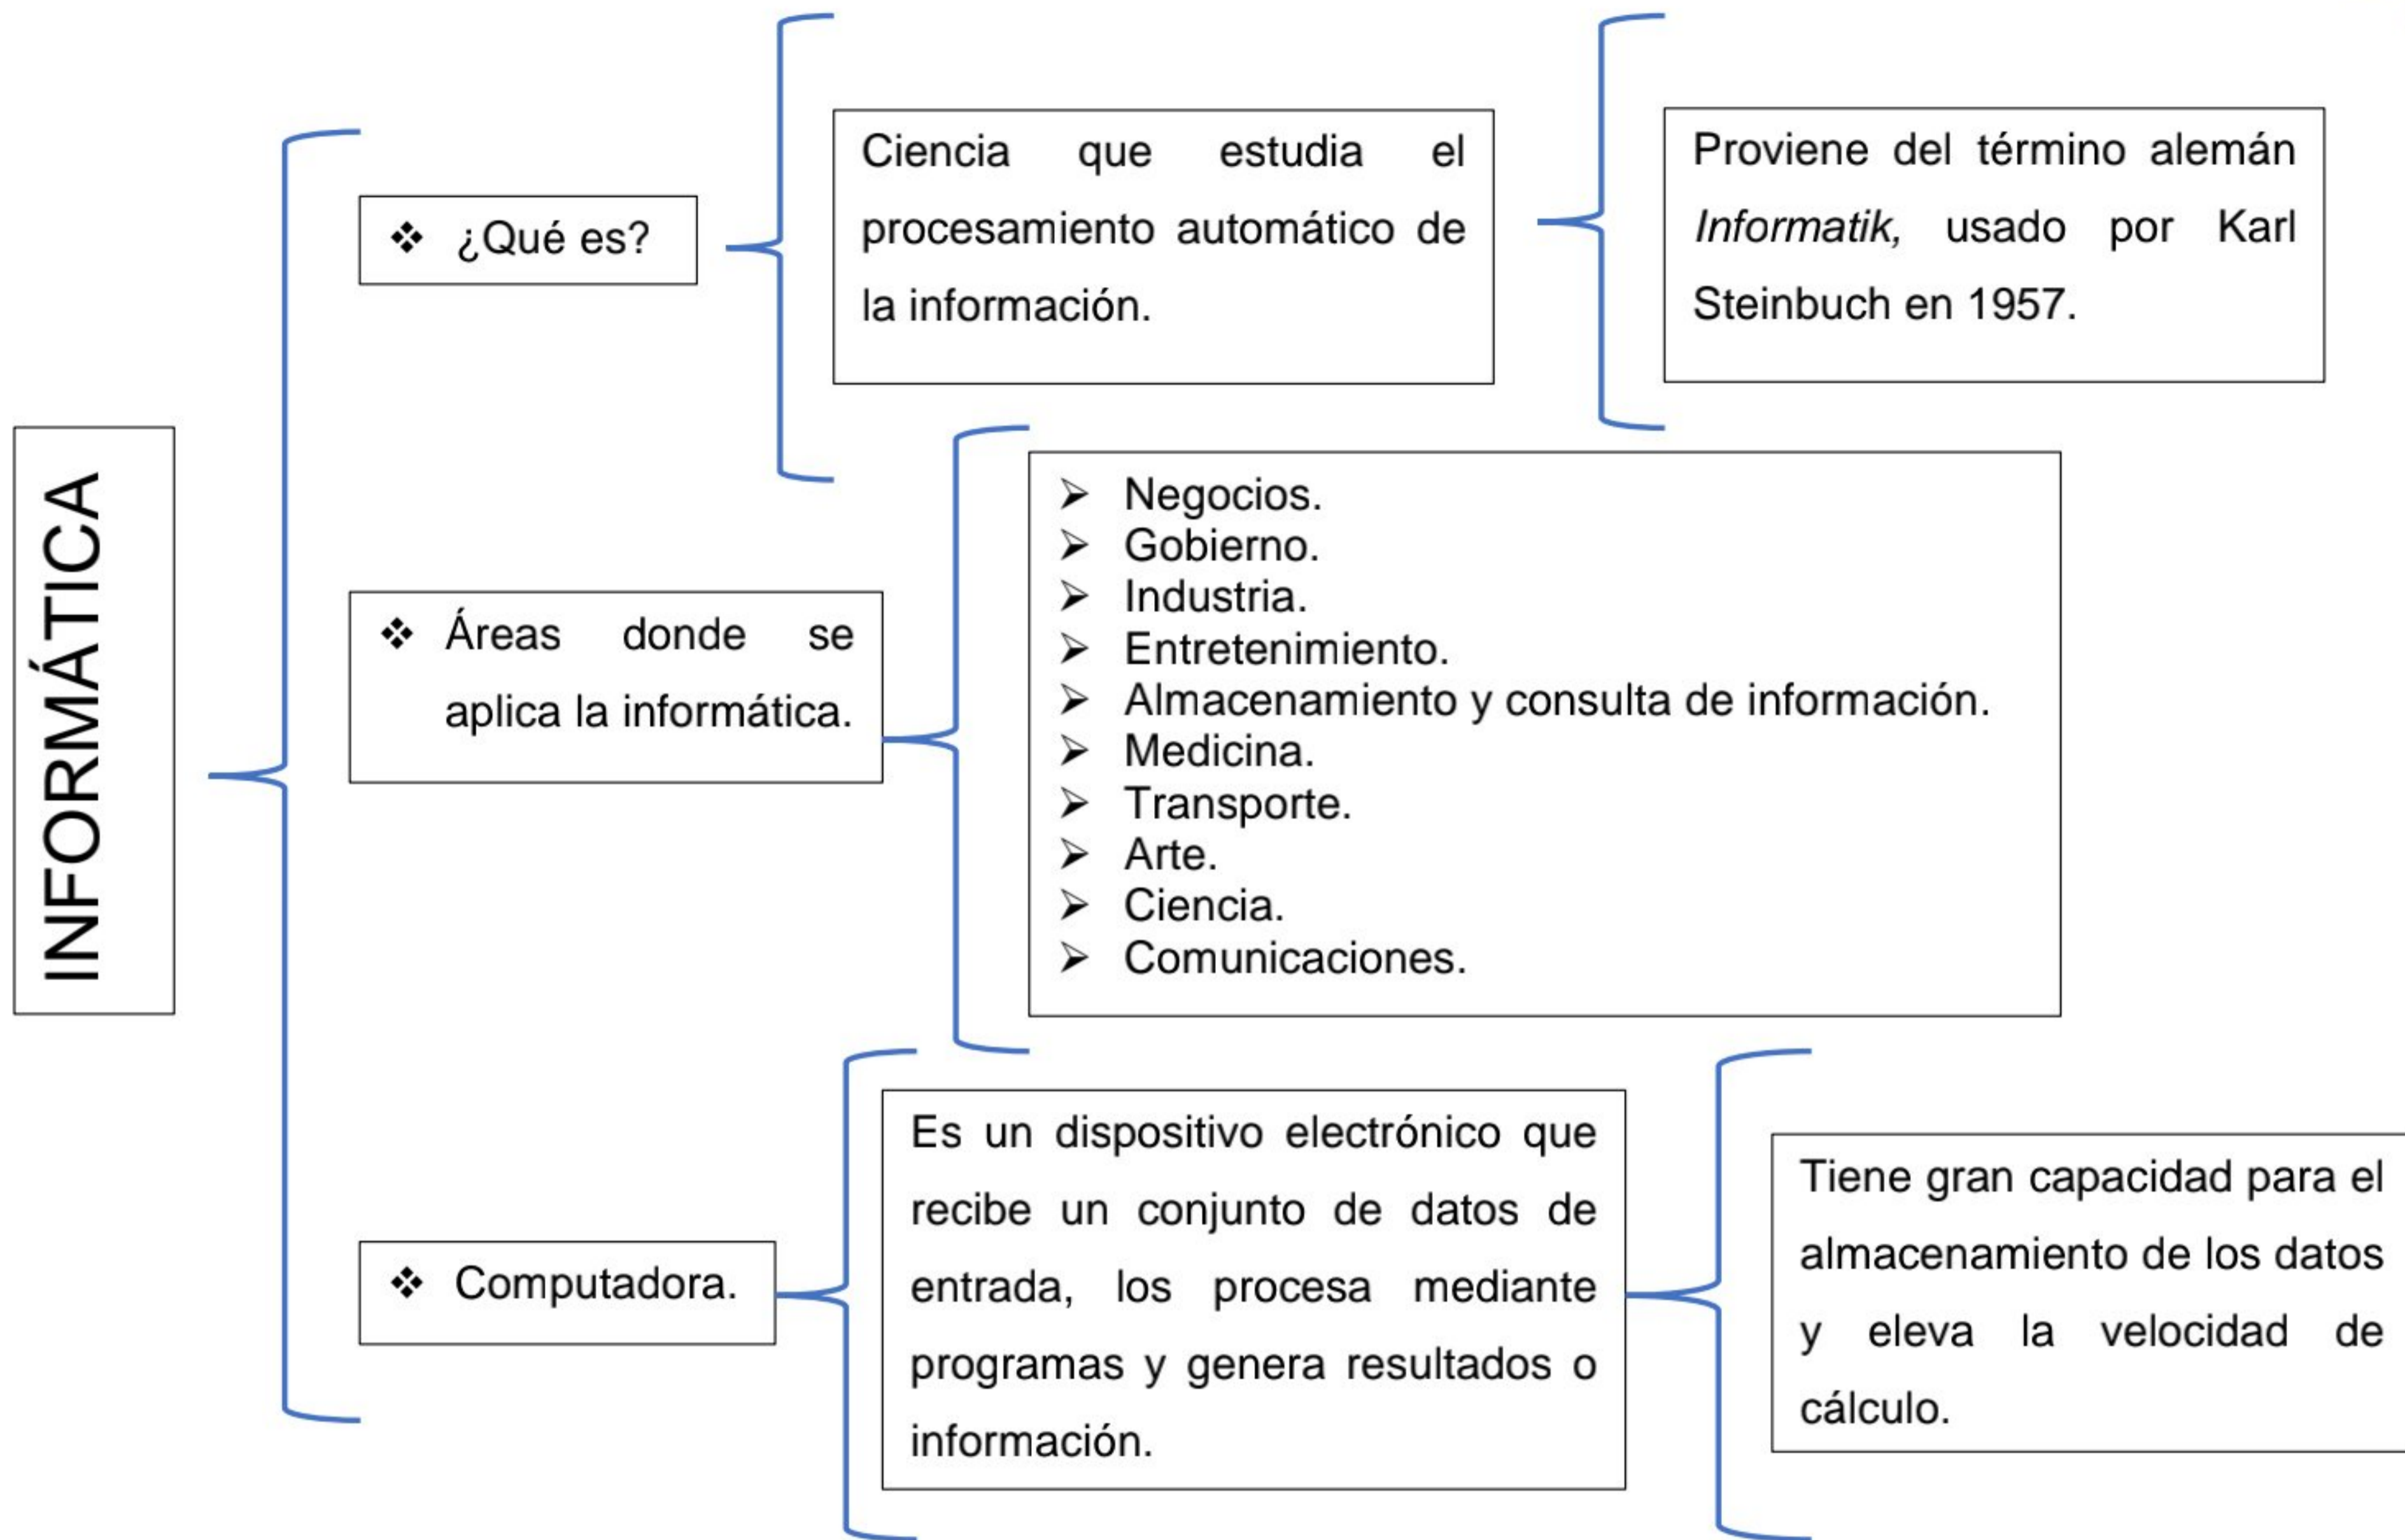 INFORMÁTICA
❖ ¿Qué es?
Ciencia que estudia el
procesamiento automático de
la información.
Proviene del término alemán
Informatik, usado por Karl
Steinbuch en 1957.
❖ Áreas donde se
aplica la informática.
➢ Negocios.
➢ Gobierno.
➢ Industria.
➢ Entretenimiento.
➢ Almacenamiento y consulta de información.
➢ Medicina.
➢ Transporte.
➢ Arte.
➢ Ciencia.
➢ Comunicaciones.
❖ Computadora.
Es un dispositivo electrónico que
recibe un conjunto de datos de
entrada, los procesa mediante
programas y genera resultados o
información.
Tiene gran capacidad para el
almacenamiento de los datos
y eleva la velocidad de
cálculo.